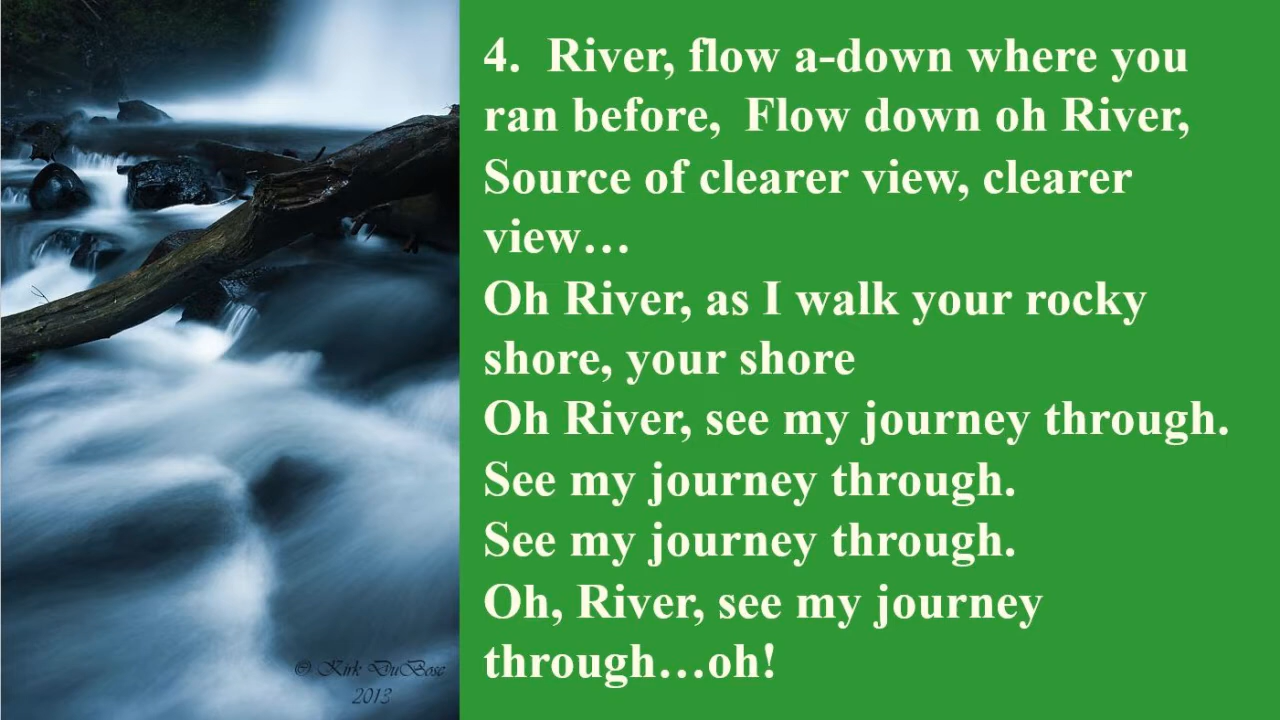 4.  River, flow a-down where you
ran before,  Flow down oh River,
Source of clearer view, clearer
view…
Oh River, as I walk your rocky
shore, your shore
Oh River, see my journey through.
See my journey through.
See my journey through.
Oh, River, see my journey
through…oh!
© Kirk DuBose
2013